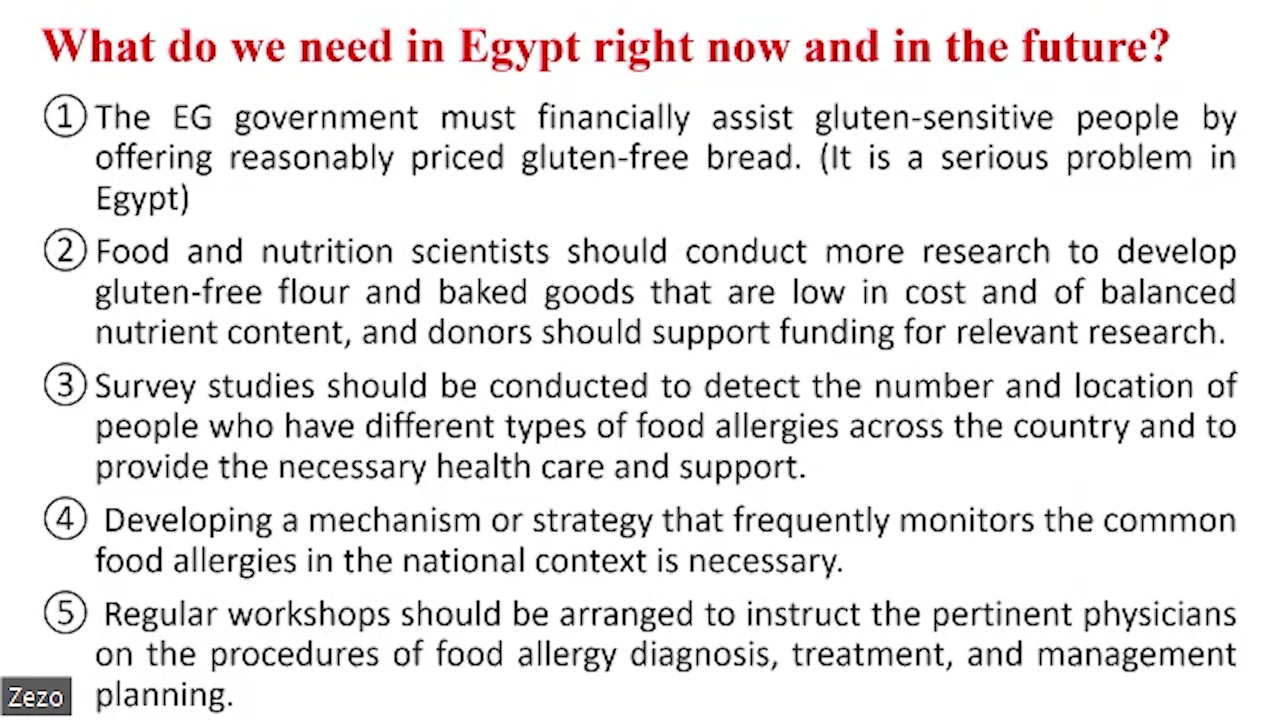 What do we need in Egypt right now and in the future?
① The EG government must financially assist gluten-sensitive people by
offering reasonably priced gluten-free bread. (It is a serious problem in
Egypt)
② Food and nutrition scientists should conduct more research to develop
gluten-free flour and baked goods that are low in cost and of balanced
nutrient content, and donors should support funding for relevant research.
③ Survey studies should be conducted to detect the number and location of
people who have different types of food allergies across the country and to
provide the necessary health care and support.
④ Developing a mechanism or strategy that frequently monitors the common
food allergies in the national context is necessary.
⑤ Regular workshops should be arranged to instruct the pertinent physicians
on the procedures of food allergy diagnosis, treatment, and management
planning.
Zezo